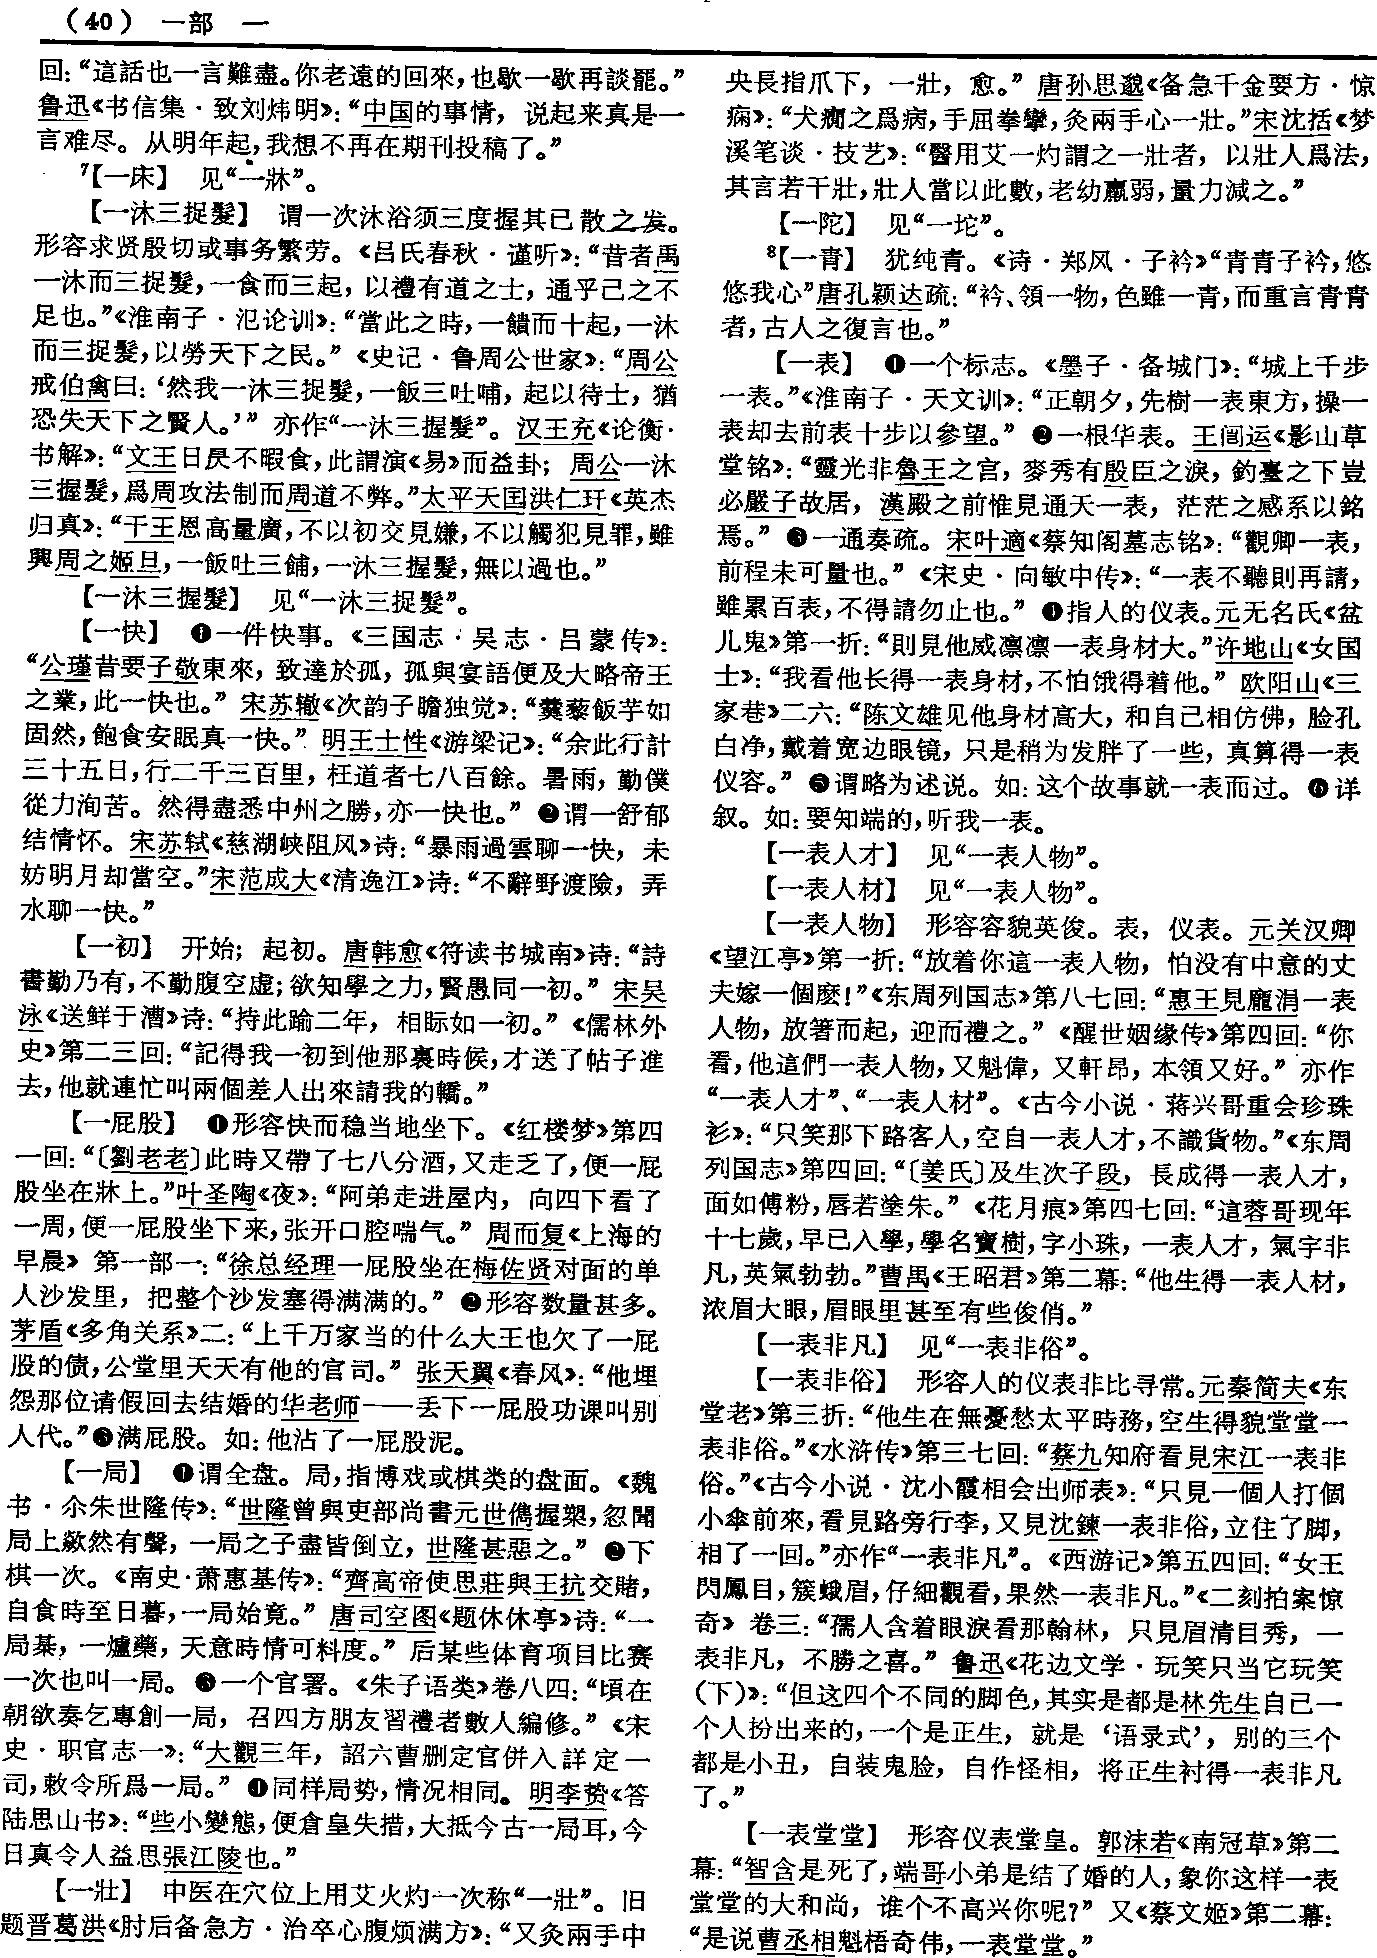 （40） 一部 一
回：“這話也一言難盡。你老遠的回來，也歇一歇再談罷。”
鲁迅《书信集·致刘炜明》：“中国的事情，说起来真是一
言难尽。从明年起，我想不再在期刊投稿了。”
⁷【一床】 见“一牀”。
【一沐三捉髮】 谓一次沐浴须三度握其已散之发。
形容求贤殷切或事务繁劳。《吕氏春秋·谨听》：“昔者禹
一沐而三捉髮，一食而三起，以禮有道之士，通乎己之不
足也。”《淮南子·氾论训》：“當此之時，一饋而十起，一沐
而三捉髮，以勞天下之民。”《史记·鲁周公世家》：“周公
戒伯禽曰：‘然我一沐三捉髮，一飯三吐哺，起以待士，猶
恐失天下之賢人。’” 亦作“一沐三握髮”。汉王充《论衡·
书解》：“文王日昃不暇食，此謂演《易》而益卦；周公一沐
三握髮，爲周攻法制而周道不弊。”太平天囯洪仁玕《英杰
归真》：“干王恩高量廣，不以初交見嫌，不以觸犯見罪，雖
興周之姬旦，一飯吐三餔，一沐三握髮，無以過也。”
【一沐三握髮】 见“一沐三捉髮”。
【一快】 ❶一件快事。《三国志·吴志·吕蒙传》：
“公瑾昔要子敬東來，致達於孤，孤與宴語便及大略帝王
之業，此一快也。” 宋苏辙《次韵子瞻独觉》：“羹藜飯芋如
固然，飽食安眠真一快。” 明王士性《游梁记》：“余此行計
三十五日，行二千三百里，枉道者七八百餘。暑雨，勤僕
從力洵苦。然得盡悉中州之勝，亦一快也。” ❷谓一舒郁
结情怀。宋苏轼《慈湖峡阻风》诗：“暴雨過雲聊一快，未
妨明月却當空。”宋范成大《清逸江》诗：“不辭野渡險，弄
水聊一快。”
【一初】 开始；起初。唐韩愈《符读书城南》诗：“詩
書勤乃有，不勤腹空虚；欲知學之力，賢愚同一初。” 宋吴
泳《送鲜于漕》诗：“持此踰二年，相眎如一初。”《儒林外
史》第二三回：“記得我一初到他那裏時候，才送了帖子進
去，他就連忙叫兩個差人出來請我的轎。”
【一屁股】 ❶形容快而稳当地坐下。《红楼梦》第四
一回：“〔劉老老〕此時又帶了七八分酒，又走乏了，便一屁
股坐在牀上。”叶圣陶《夜》：“阿弟走进屋内，向四下看了
一周，便一屁股坐下来，张开口腔喘气。” 周而复《上海的
早晨》第一部一：“徐总经理一屁股坐在梅佐贤对面的单
人沙发里，把整个沙发塞得满满的。” ❷形容数量甚多。
茅盾《多角关系》二：“上千万家当的什么大王也欠了一屁
股的债，公堂里天天有他的官司。” 张天翼《春风》：“他埋
怨那位请假回去结婚的华老师——丢下一屁股功课叫别
人代。”❸满屁股。如：他沾了一屁股泥。
【一局】 ❶谓全盘。局，指博戏或棋类的盘面。《魏
书·尒朱世隆传》：“世隆曾與吏部尚書元世儁握槊，忽聞
局上歘然有聲，一局之子盡皆倒立，世隆甚惡之。” ❷下
棋一次。《南史·萧惠基传》：“齊高帝使思莊與王抗交賭，
自食時至日暮，一局始竟。” 唐司空图《题休休亭》诗：“一
局棊，一爐藥，天意時情可料度。” 后某些体育项目比赛
一次也叫一局。❸一个官署。《朱子语类》卷八四：“頃在
朝欲奏乞專創一局，召四方朋友習禮者數人編修。”《宋
史·职官志一》：“大觀三年，詔六曹删定官併入詳定一
司，敕令所爲一局。” ❹同样局势，情况相同。明李贽《答
陆思山书》：“些小變態，便倉皇失措，大抵今古一局耳，今
日真令人益思張江陵也。”
【一壯】 中医在穴位上用艾火灼一次称“一壯”。旧
题晋葛洪《肘后备急方·治卒心腹烦满方》：“又灸兩手中
央長指爪下，一壯，愈。” 唐孙思邈《备急千金要方·惊
痫》：“犬癎之爲病，手屈拳攣，灸兩手心一壯。”宋沈括《梦
溪笔谈·技艺》：“醫用艾一灼謂之一壯者，以壯人爲法，
其言若干壯，壯人當以此數，老幼羸弱，量力減之。”
【一陀】 见“一坨”。
⁸【一青】 犹纯青。《诗·郑风·子衿》“青青子衿，悠
悠我心”唐孔颖达疏：“衿、領一物，色雖一青，而重言青青
者，古人之復言也。”
【一表】 ❶一个标志。《墨子·备城门》：“城上千步
一表。”《淮南子·天文训》：“正朝夕，先樹一表東方，操一
表却去前表十步以參望。” ❷一根华表。王闿运《影山草
堂铭》：“靈光非魯王之宫，麥秀有殷臣之淚，釣臺之下豈
必嚴子故居，漢殿之前惟見通天一表，茫茫之感系以銘
焉。” ❸一通奏疏。宋叶適《蔡知阁墓志铭》：“觀卿一表，
前程未可量也。”《宋史·向敏中传》：“一表不聽則再請，
雖累百表，不得請勿止也。” ❹指人的仪表。元无名氏《盆
儿鬼》第一折：“則見他威凛凛一表身材大。”许地山《女国
士》：“我看他长得一表身材，不怕饿得着他。” 欧阳山《三
家巷》二六：“陈文雄见他身材高大，和自己相仿佛，脸孔
白净，戴着宽边眼镜，只是稍为发胖了一些，真算得一表
仪容。” ❺谓略为述说。如：这个故事就一表而过。❻详
叙。如：要知端的，听我一表。
【一表人才】 见“一表人物”。
【一表人材】 见“一表人物”。
【一表人物】 形容容貌英俊。表，仪表。元关汉卿
《望江亭》第一折：“放着你這一表人物，怕没有中意的丈
夫嫁一個麽！”《东周列国志》第八七回：“惠王見龐涓一表
人物，放箸而起，迎而禮之。”《醒世姻缘传》第四回：“你
看，他這們一表人物，又魁偉，又軒昂，本領又好。” 亦作
“一表人才”、“一表人材”。《古今小说·蒋兴哥重会珍珠
衫》：“只笑那下路客人，空自一表人才，不識貨物。”《东周
列国志》第四回：“〔姜氏〕及生次子段，長成得一表人才，
面如傅粉，唇若塗朱。”《花月痕》第四七回：“這蓉哥现年
十七歲，早已入學，學名寶樹，字小珠，一表人才，氣宇非
凡，英氣勃勃。”曹禺《王昭君》第二幕：“他生得一表人材，
浓眉大眼，眉眼里甚至有些俊俏。”
【一表非凡】 见“一表非俗”。
【一表非俗】 形容人的仪表非比寻常。元秦简夫《东
堂老》第三折：“他生在無憂愁太平時務，空生得貌堂堂一
表非俗。”《水浒传》第三七回：“蔡九知府看見宋江一表非
俗。”《古今小说·沈小霞相会出师表》：“只見一個人打個
小傘前來，看見路旁行李，又見沈鍊一表非俗，立住了脚，
相了一回。”亦作“一表非凡”。《西游记》第五四回：“女王
閃鳳目，簇蛾眉，仔細觀看，果然一表非凡。”《二刻拍案惊
奇》卷三：“孺人含着眼淚看那翰林，只見眉清目秀，一
表非凡，不勝之喜。” 鲁迅《花边文学·玩笑只当它玩笑
（下）》：“但这四个不同的脚色，其实是都是林先生自己一
个人扮出来的，一个是正生，就是‘语录式’，别的三个
都是小丑，自装鬼脸，自作怪相，将正生衬得一表非凡
了。”
【一表堂堂】 形容仪表堂皇。郭沫若《南冠草》第二
幕：“智含是死了，端哥小弟是结了婚的人，象你这样一表
堂堂的大和尚，谁个不高兴你呢？” 又《蔡文姬》第二幕：
“是说曹丞相魁梧奇伟，一表堂堂。”